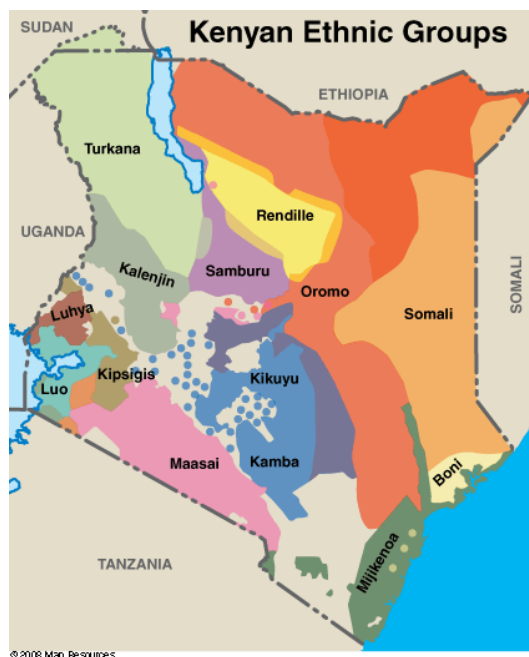 Kenyan Ethnic Groups
SUDAN
ETHIOPIA
Turkana
Rendille
UGANDA
Kalenjin
Samburu
Oromo
SOMALI
Luhya
Somali
Kipsigis
Kikuyu
Luo
Maasai
Kamba
Boni
TANZANIA
Mijikenoa
© 2008 Map Resources